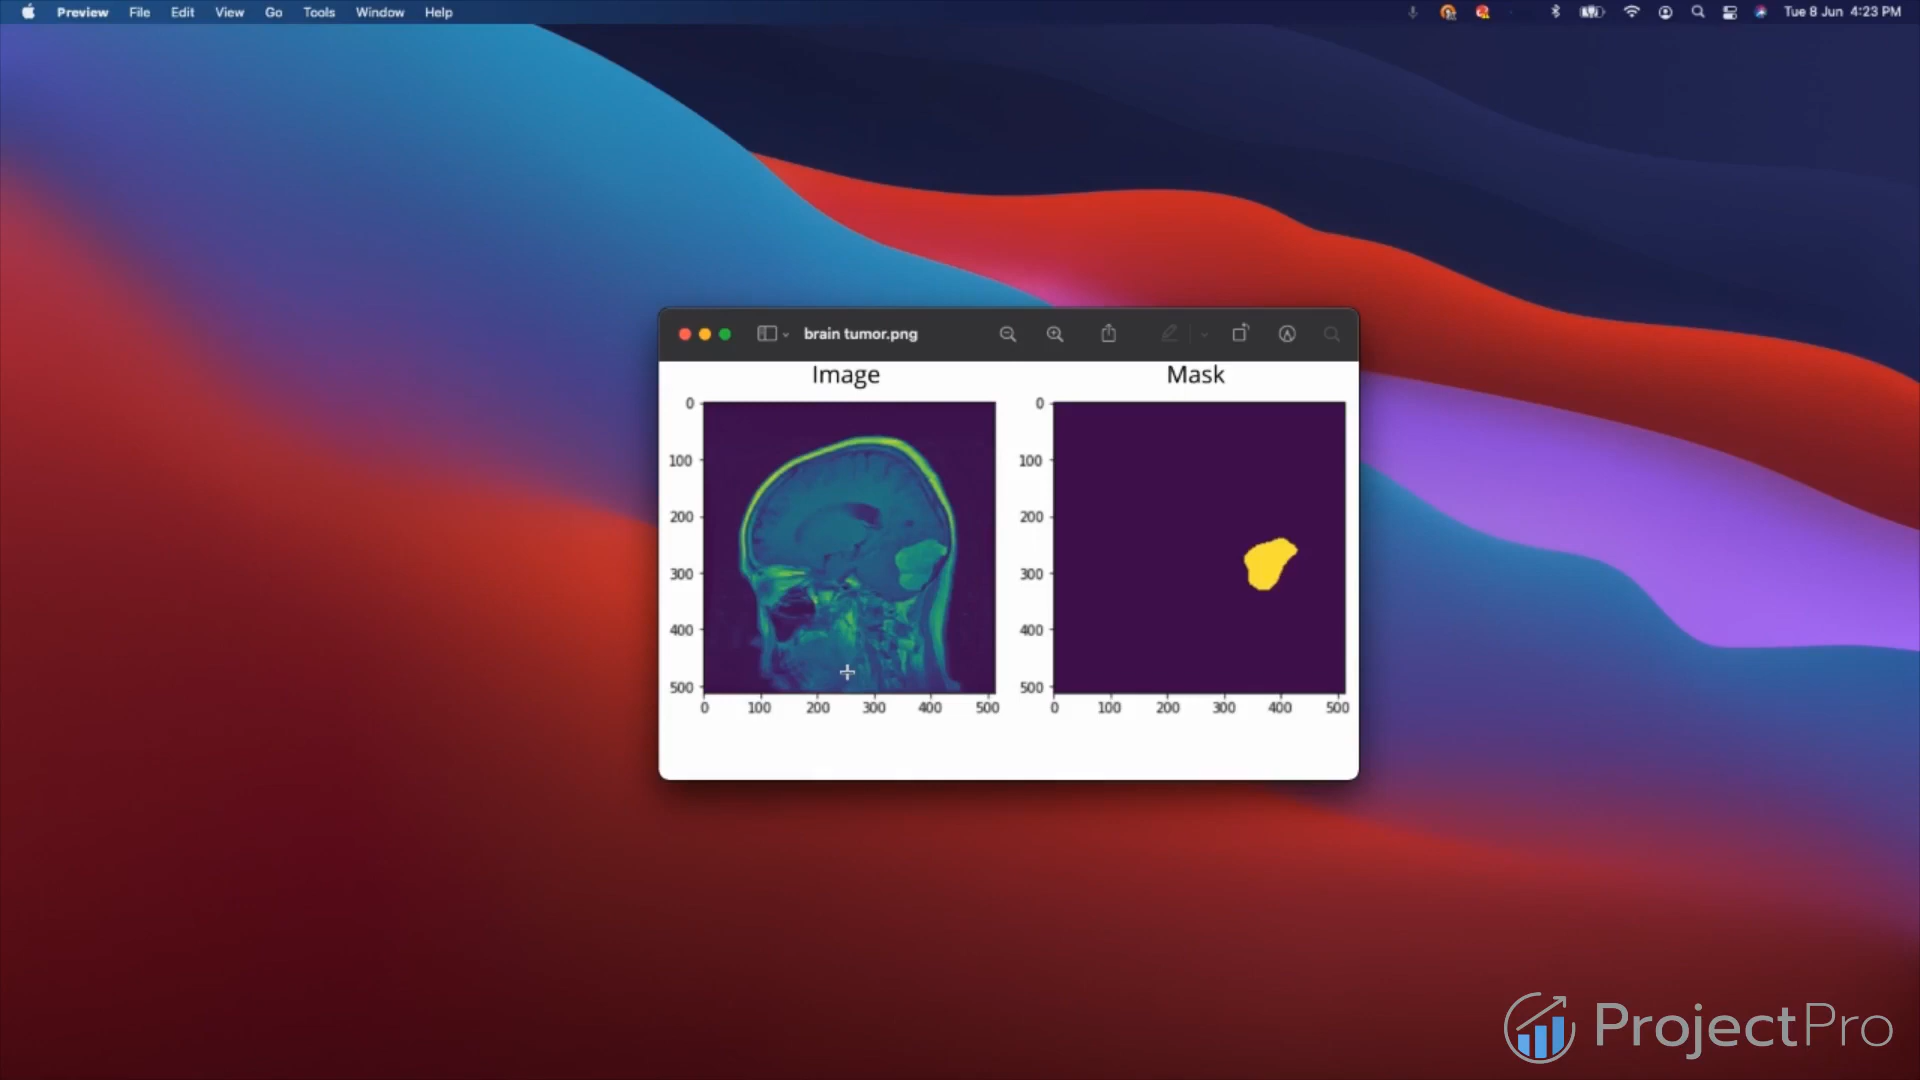 Preview File Edit View Go Tools Window Help Tue 8 Jun 4:23 PM
brain tumor.png
Image Mask
0 0
100 100
200 200
300 300
400 400
500 500
0 100 200 300 400 500 0 100 200 300 400 500
ProjectPro